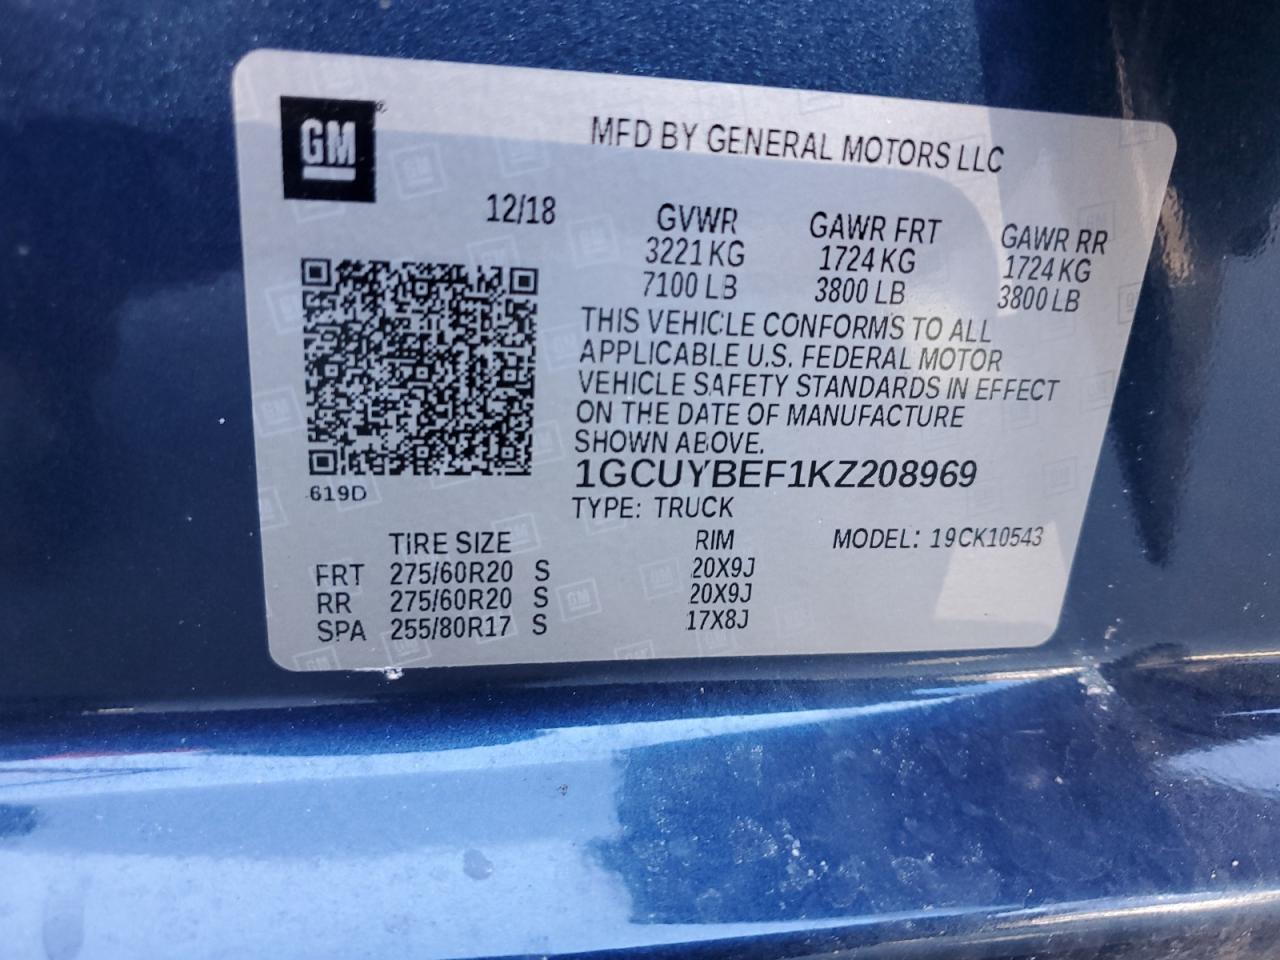 GM
MFD BY GENERAL MOTORS LLC
12/18 GVWR GAWR FRT GAWR RR
3221 KG 1724 KG 1724 KG
7100 LB 3800 LB 3800 LB
THIS VEHICLE CONFORMS TO ALL
APPLICABLE U.S. FEDERAL MOTOR
VEHICLE SAFETY STANDARDS IN EFFECT
ON THE DATE OF MANUFACTURE
SHOWN ABOVE.
1GCUYBEF1KZ208969
619D
TYPE: TRUCK
MODEL: 19CK10543
TIRE SIZE RIM
FRT 275/60R20 S 20X9J
RR 275/60R20 S 20X9J
SPA 255/80R17 S 17X8J